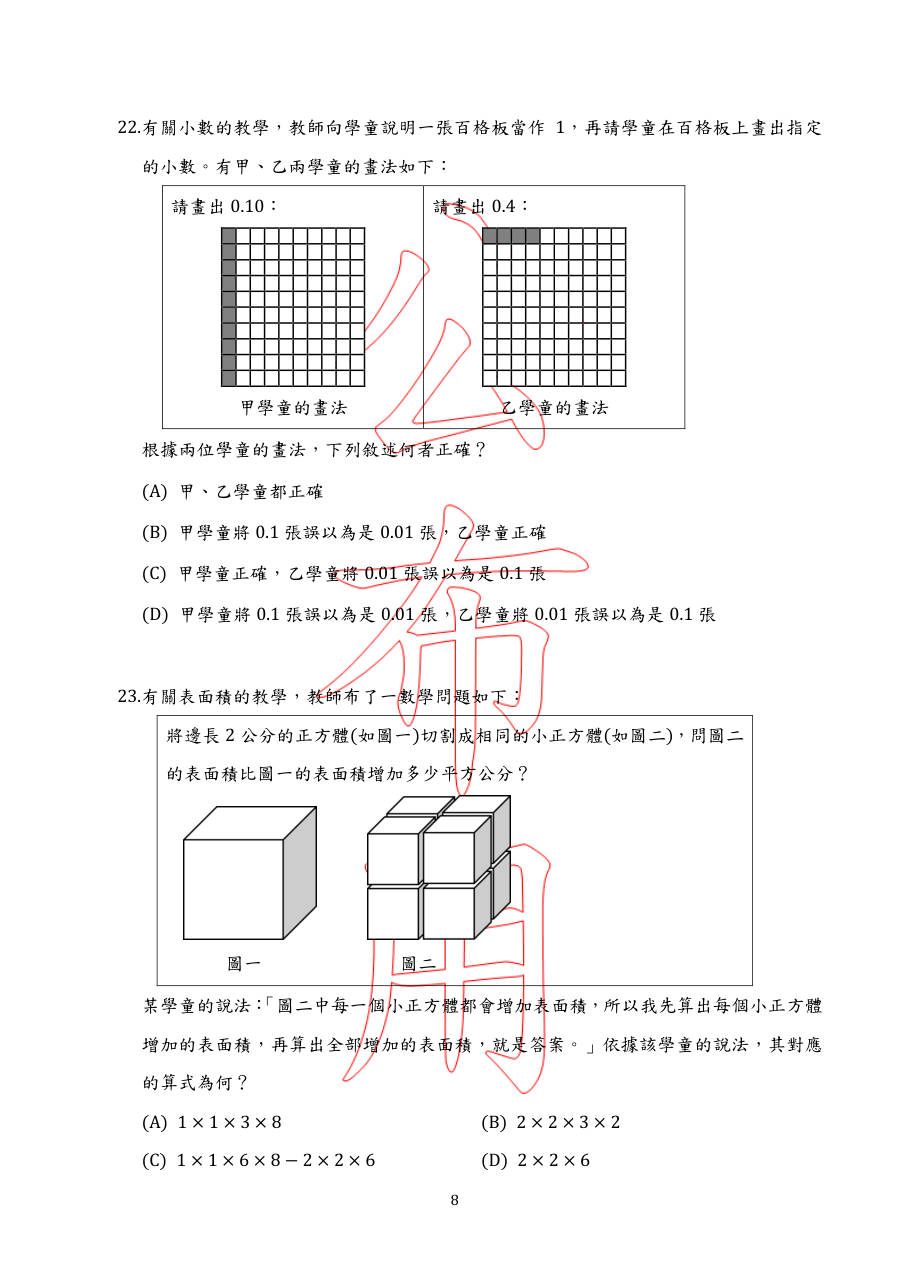 22.有關小數的教學，教師向學童說明一張百格板當作 1，再請學童在百格板上畫出指定
的小數。有甲、乙兩學童的畫法如下：
請畫出 0.10：
甲學童的畫法
請畫出 0.4：
乙學童的畫法
根據兩位學童的畫法，下列敘述何者正確？
(A) 甲、乙學童都正確
(B) 甲學童將 0.1 張誤以為是 0.01 張，乙學童正確
(C) 甲學童正確，乙學童將 0.01 張誤以為是 0.1 張
(D) 甲學童將 0.1 張誤以為是 0.01 張，乙學童將 0.01 張誤以為是 0.1 張
23.有關表面積的教學，教師布了一數學問題如下：
將邊長 2 公分的正方體(如圖一)切割成相同的小正方體(如圖二)，問圖二
的表面積比圖一的表面積增加多少平方公分？
圖一 圖二
某學童的說法：「圖二中每一個小正方體都會增加表面積，所以我先算出每個小正方體
增加的表面積，再算出全部增加的表面積，就是答案。」依據該學童的說法，其對應
的算式為何？
(A) 1 × 1 × 3 × 8 (B) 2 × 2 × 3 × 2
(C) 1 × 1 × 6 × 8 − 2 × 2 × 6 (D) 2 × 2 × 6
8
公布用